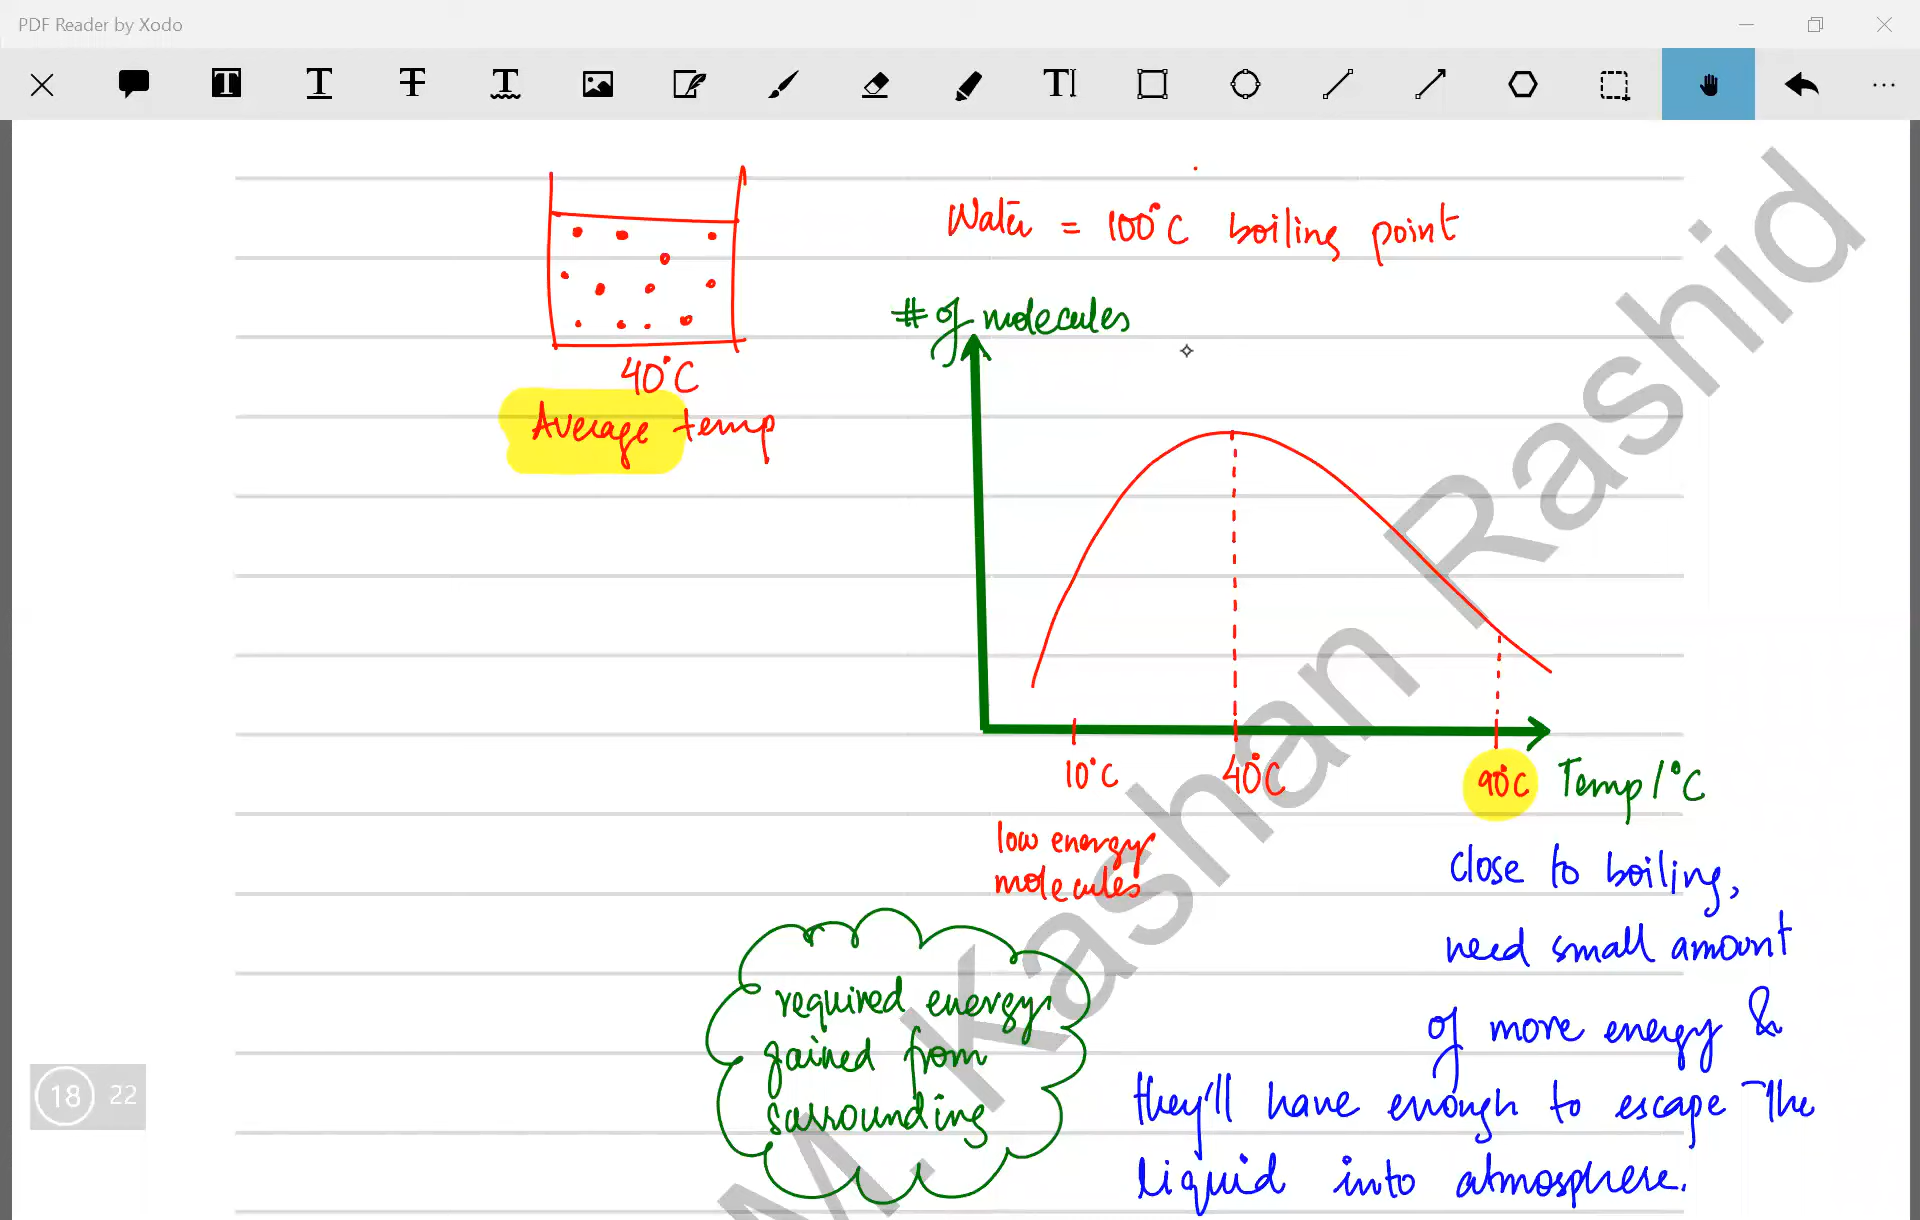 PDF Reader by Xodo
Water = 100°C boiling point
# of molecules
40°C
Average temp
10°C 40°C 90°C Temp/°C
low energy
molecules
close to boiling,
need small amount
of more energy &
they'll have enough to escape the
liquid into atmosphere.
required energy
gained from
surrounding
M. Kashan Rashid
18 22